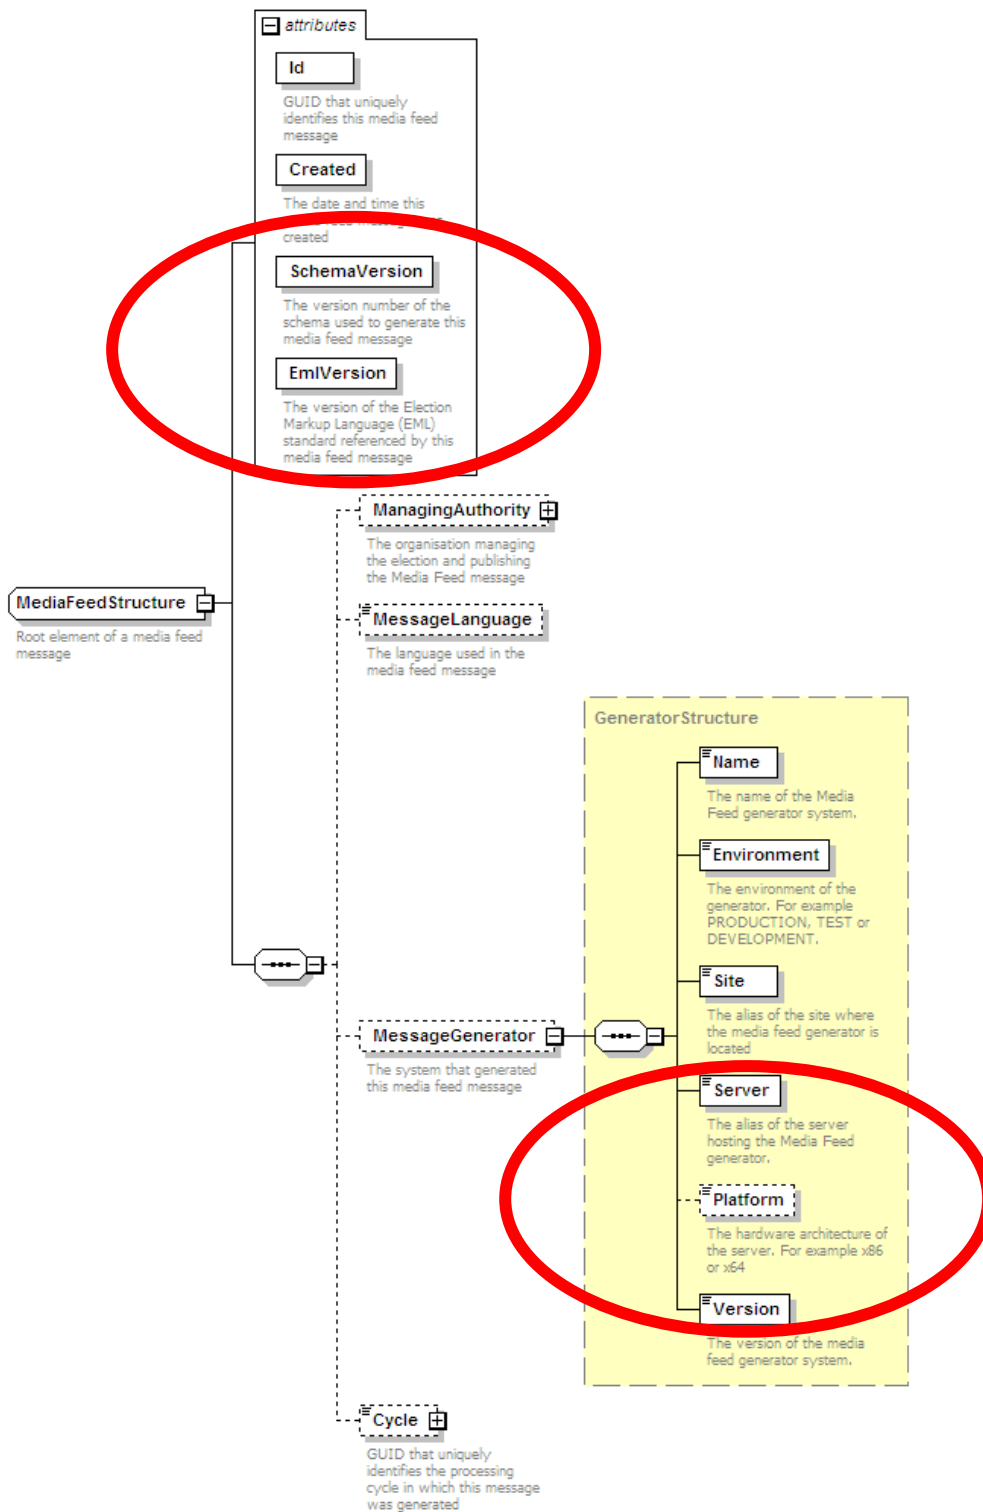 attributes
Id
GUID that uniquely
identifies this media feed
message
Created
The date and time this
created
SchemaVersion
The version number of the
schema used to generate this
media feed message
EmlVersion
The version of the Election
Markup Language (EML)
standard referenced by this
media feed message
ManagingAuthority
The organisation managing
the election and publishing
the Media Feed message
MediaFeedStructure
Root element of a media feed
message
MessageLanguage
The language used in the
media feed message
GeneratorStructure
Name
The name of the Media
Feed generator system.
Environment
The environment of the
generator. For example
PRODUCTION, TEST or
DEVELOPMENT.
Site
The alias of the site where
the media feed generator is
located
MessageGenerator
The system that generated
this media feed message
Server
The alias of the server
hosting the Media Feed
generator.
Platform
The hardware architecture of
the server. For example x86
or x64
Version
The version of the media
feed generator system.
Cycle
GUID that uniquely
identifies the processing
cycle in which this message
was generated